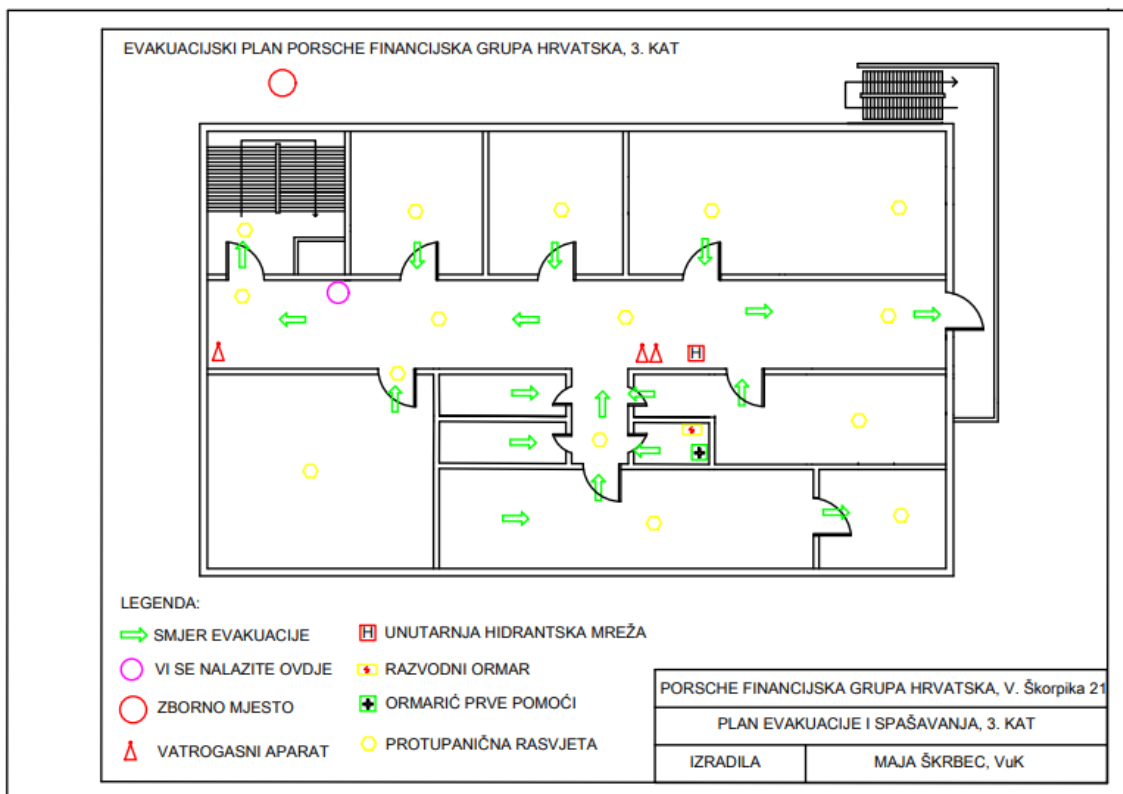 EVAKUACIJSKI PLAN PORSCHE FINANCIJSKA GRUPA HRVATSKA, 3. KAT
H
LEGENDA:
SMJER EVAKUACIJE
VI SE NALAZITE OVDJE
ZBORNO MJESTO
VATROGASNI APARAT
H UNUTARNJA HIDRANTSKA MREŽA
RAZVODNI ORMAR
ORMARIĆ PRVE POMOĆI
PROTUPANIČNA RASVJETA
PORSCHE FINANCIJSKA GRUPA HRVATSKA, V. Škorpika 21
PLAN EVAKUACIJE I SPAŠAVANJA, 3. KAT
IZRADILA
MAJA ŠKRBEC, VuK